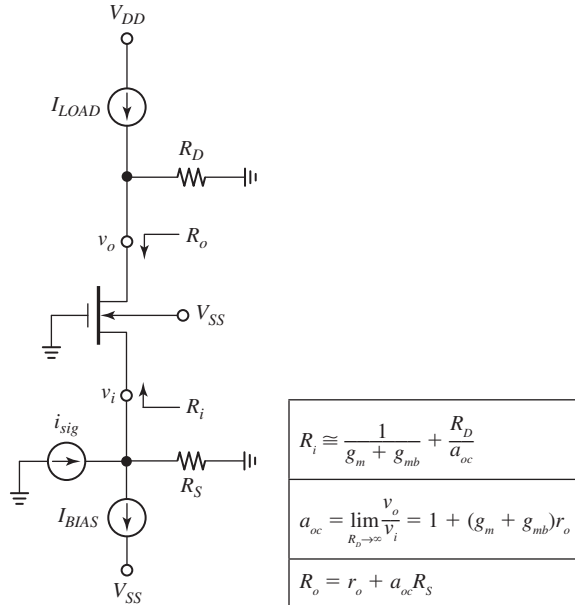 V_DD
I_LOAD
R_D
v_o
R_o
V_SS
v_i
R_i
i_sig
R_S
I_BIAS
V_SS
R_i ≅ 1/(g_m + g_mb) + R_D/a_oc
a_oc = lim_{R_D→∞} v_o/v_i = 1 + (g_m + g_mb)r_o
R_o = r_o + a_oc R_S